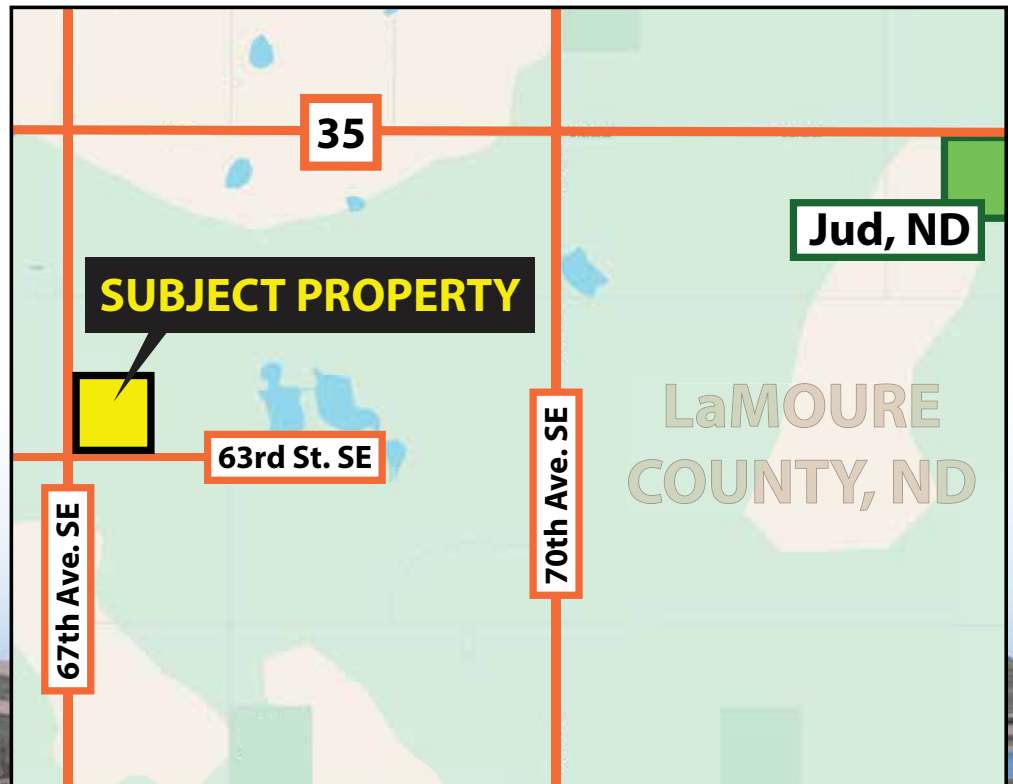 35
Jud, ND
SUBJECT PROPERTY
LaMOURE
COUNTY, ND
63rd St. SE
67th Ave. SE
70th Ave. SE